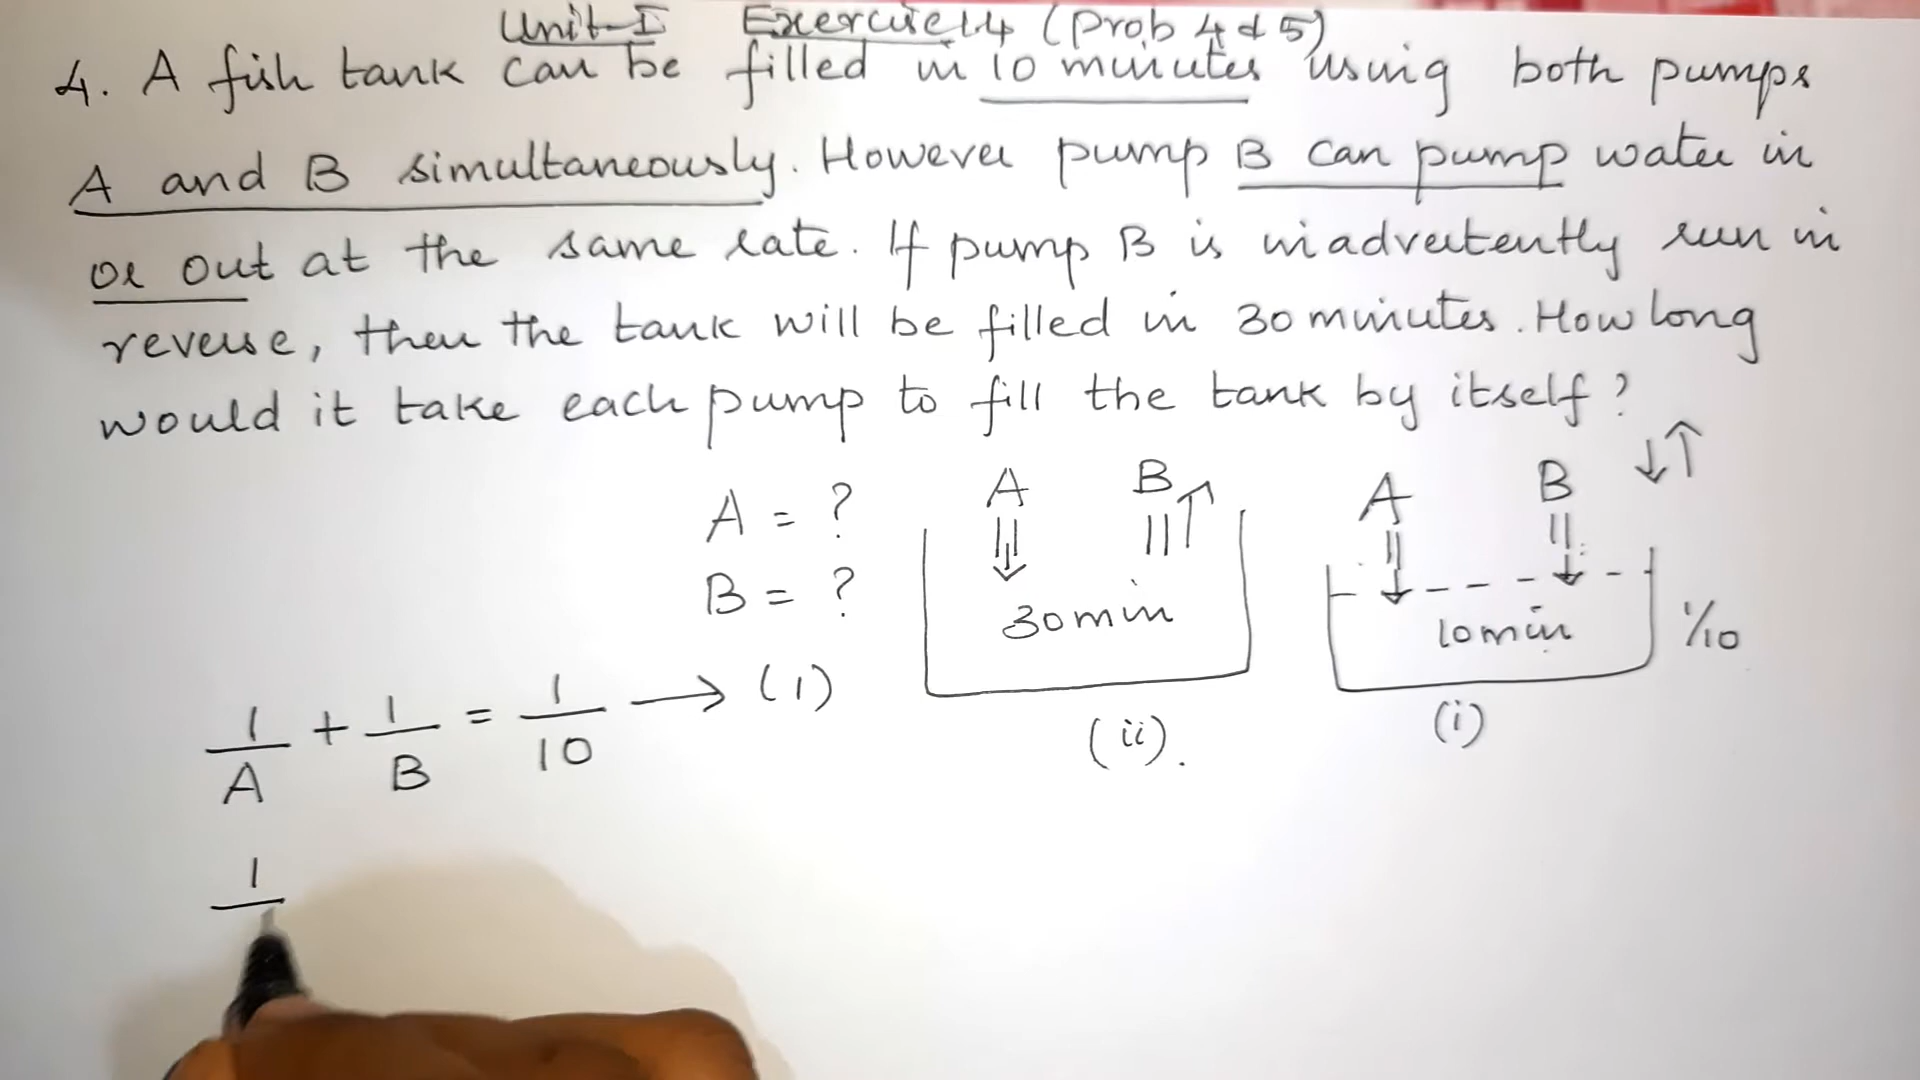 Unit-I Exercise 1.4 (Prob 4 & 5)
4. A fish tank can be filled in 10 minutes using both pumps
A and B simultaneously. However pump B can pump water in
or out at the same rate. If pump B is inadvertently run in
reverse, then the tank will be filled in 30 minutes. How long
would it take each pump to fill the tank by itself?
A = ?
B = ?
A B
30 min
(ii).
A B ↓↑
10 min
1/10
(i)
1/A + 1/B = 1/10 → (1)
1